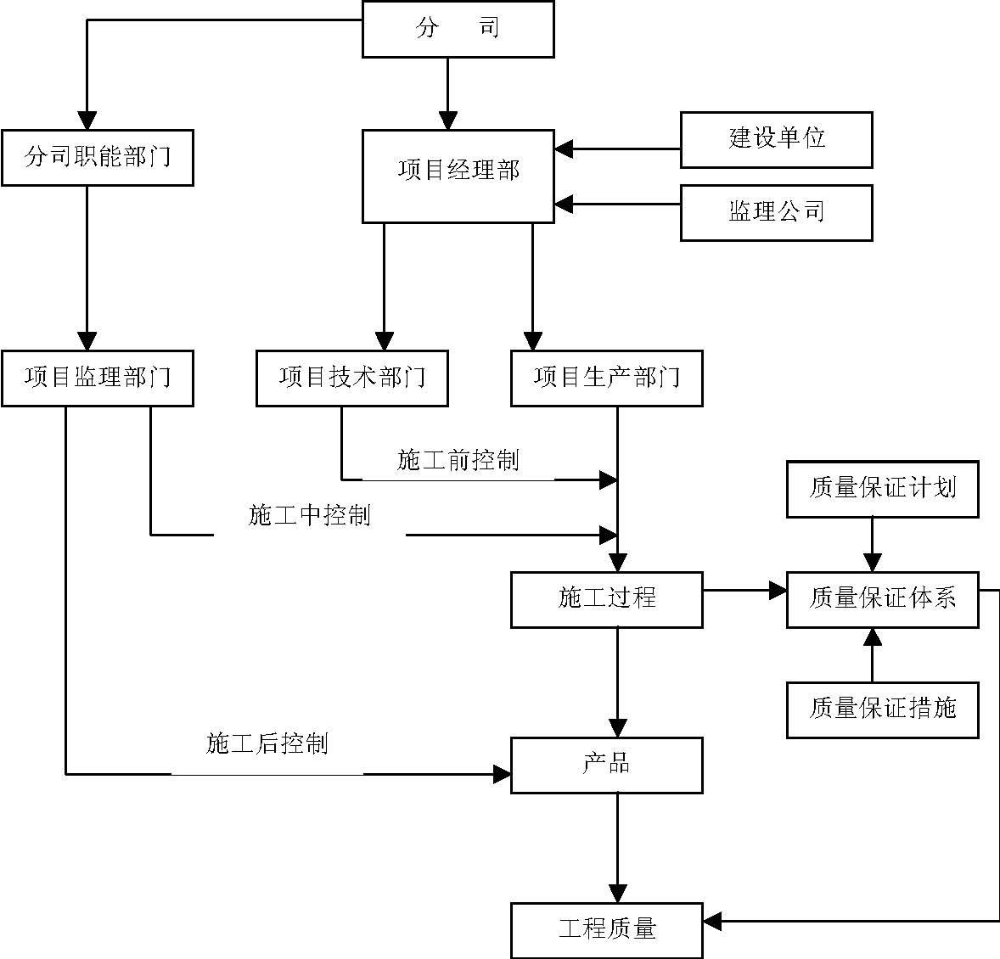 分 司
建设单位
分司职能部门
项目经理部
监理公司
项目监理部门
项目技术部门
项目生产部门
施工前控制
质量保证计划
施工中控制
施工过程
质量保证体系
质量保证措施
施工后控制
产品
工程质量